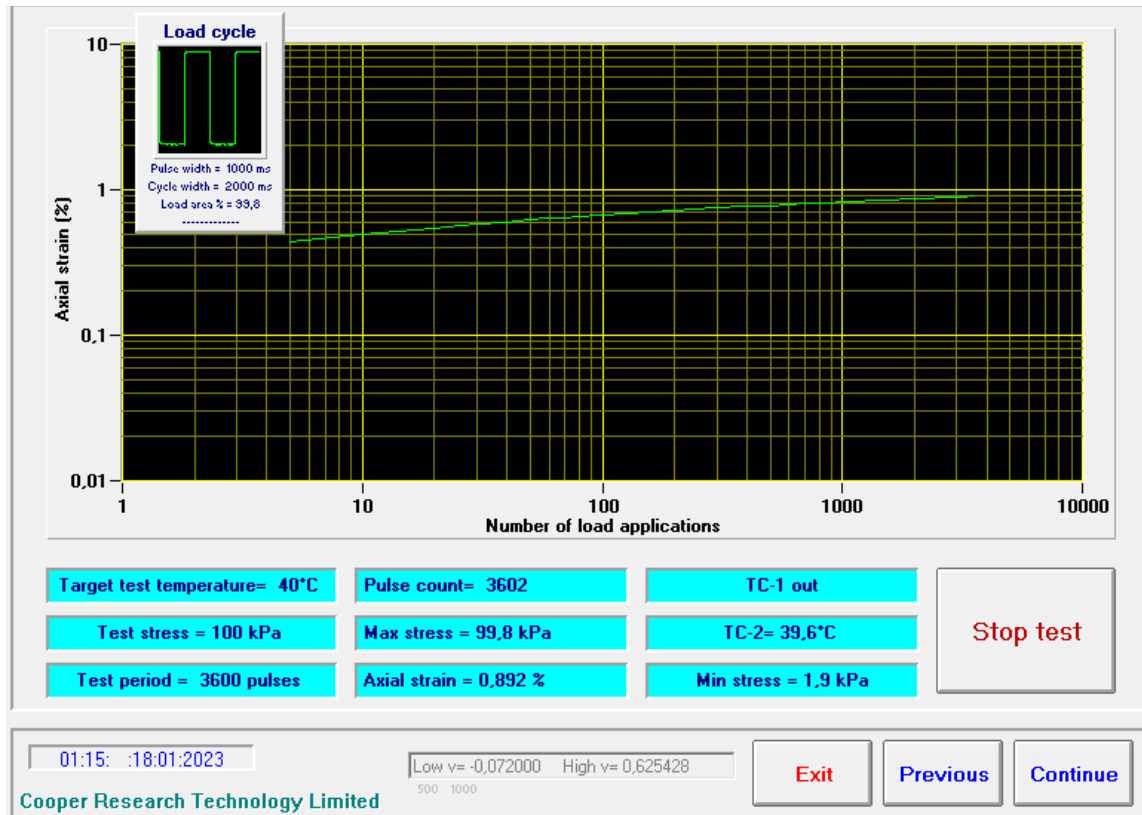 Load cycle
Pulse width = 1000 ms
Cycle width = 2000 ms
Load area % = 99,8
-------------
10
1
0,1
0,01
Axial strain (%)
1 10 100 1000 10000
Number of load applications
Target test temperature= 40°C Pulse count= 3602 TC-1 out
Test stress = 100 kPa Max stress = 99,8 kPa TC-2= 39,6°C
Test period = 3600 pulses Axial strain = 0,892 % Min stress = 1,9 kPa
Stop test
01:15: :18:01:2023
Low v= -0,072000 High v= 0,625428
500 1000
Exit Previous Continue
Cooper Research Technology Limited